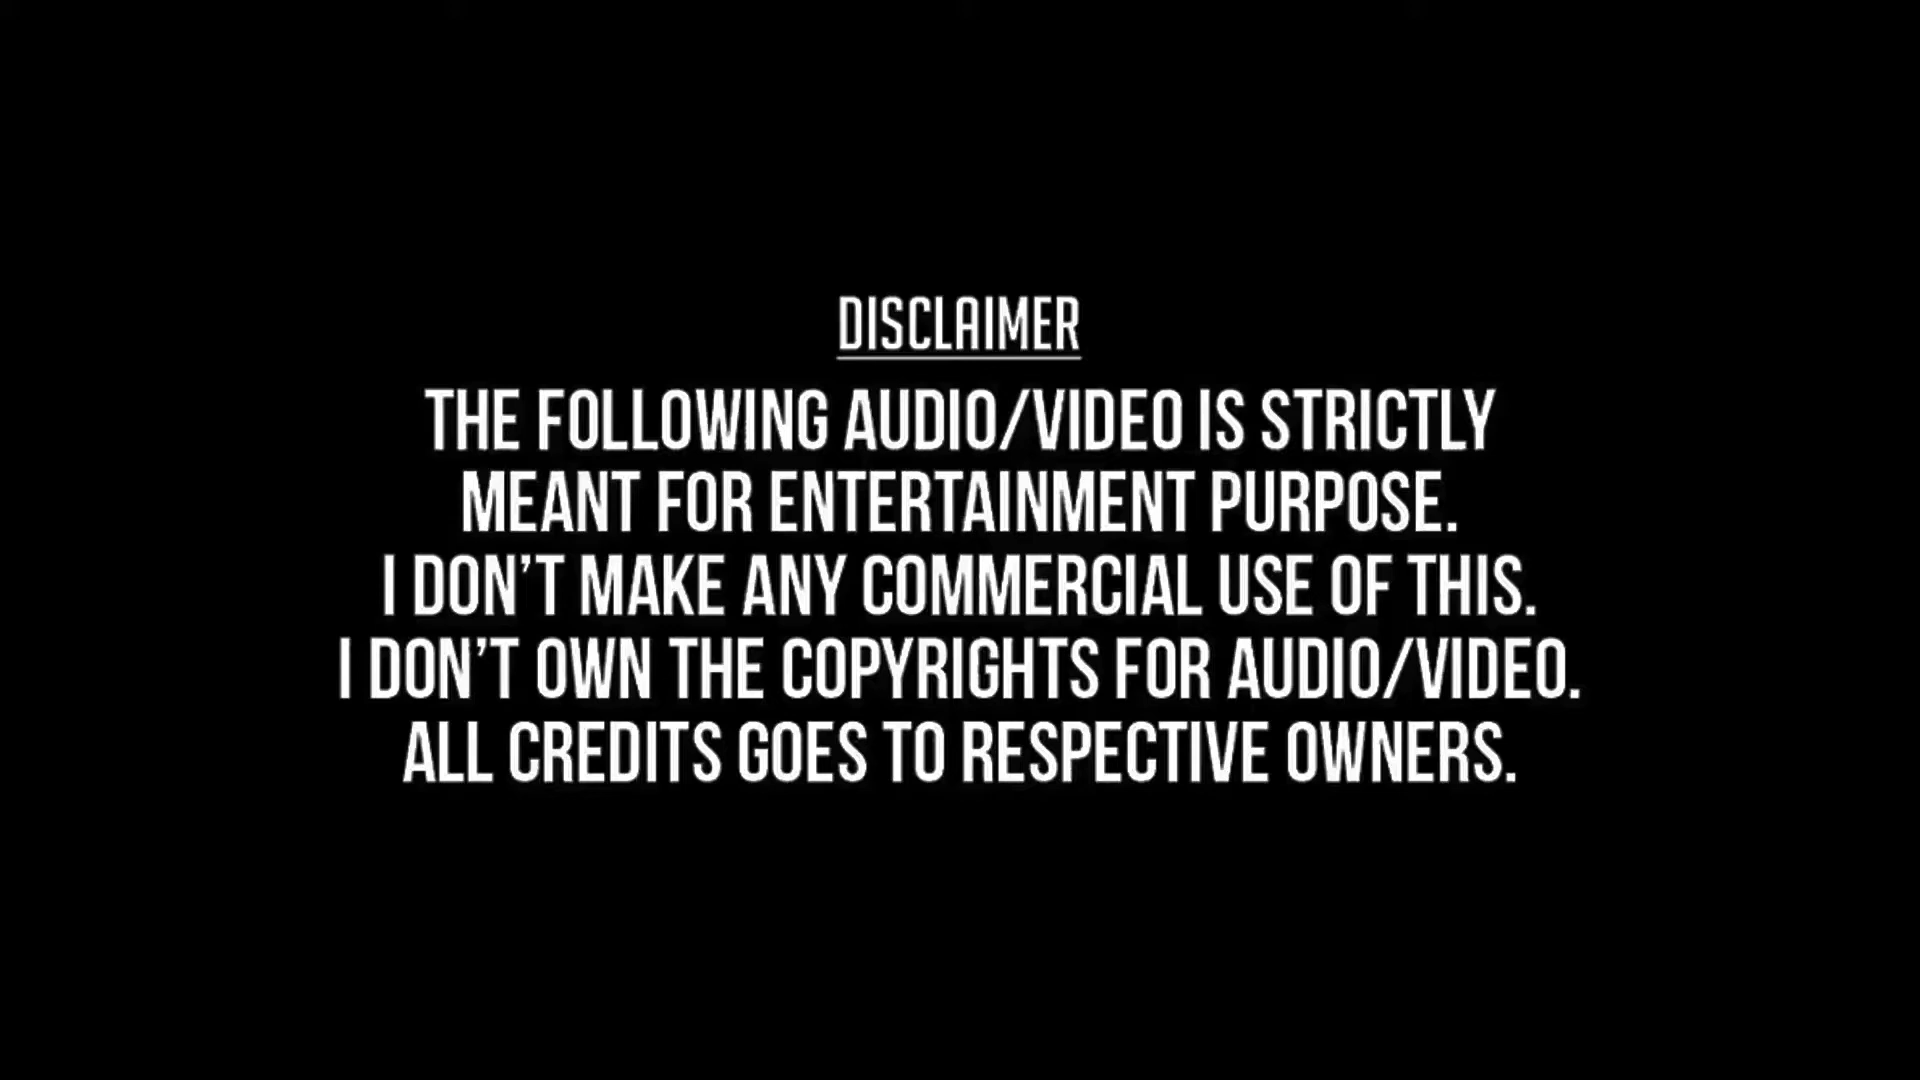 DISCLAIMER
THE FOLLOWING AUDIO/VIDEO IS STRICTLY
MEANT FOR ENTERTAINMENT PURPOSE.
I DON’T MAKE ANY COMMERCIAL USE OF THIS.
I DON’T OWN THE COPYRIGHTS FOR AUDIO/VIDEO.
ALL CREDITS GOES TO RESPECTIVE OWNERS.